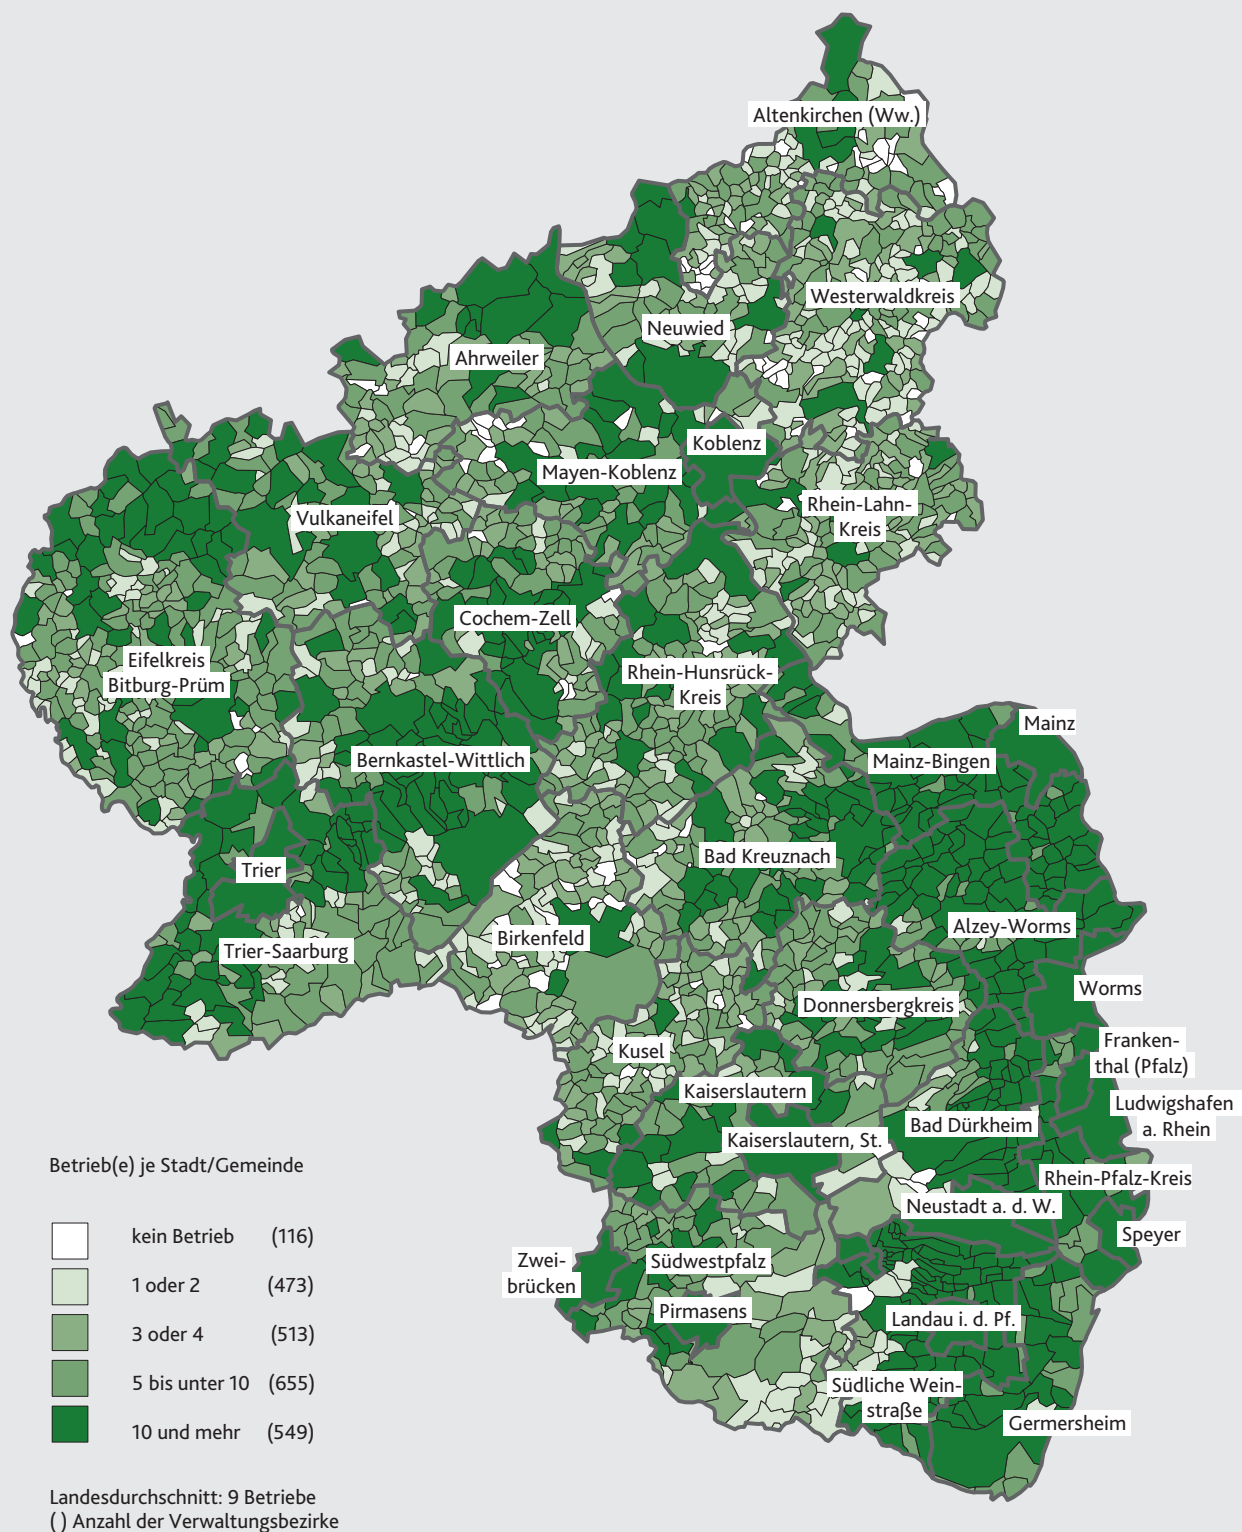 Altenkirchen (Ww.)
Westerwaldkreis
Neuwied
Ahrweiler
Koblenz
Mayen-Koblenz
Rhein-Lahn-
Kreis
Vulkaneifel
Cochem-Zell
Eifelkreis
Bitburg-Prüm
Rhein-Hunsrück-
Kreis
Mainz
Mainz-Bingen
Bernkastel-Wittlich
Bad Kreuznach
Trier
Alzey-Worms
Birkenfeld
Trier-Saarburg
Worms
Donnersbergkreis
Franken-
thal (Pfalz)
Kusel
Kaiserslautern
Ludwigshafen
a. Rhein
Bad Dürkheim
Kaiserslautern, St.
Rhein-Pfalz-Kreis
Neustadt a. d. W.
Speyer
Zwei-
brücken
Südwestpfalz
Pirmasens
Landau i. d. Pf.
Südliche Wein-
straße
Germersheim
Betrieb(e) je Stadt/Gemeinde
kein Betrieb (116)
1 oder 2 (473)
3 oder 4 (513)
5 bis unter 10 (655)
10 und mehr (549)
Landesdurchschnitt: 9 Betriebe
( ) Anzahl der Verwaltungsbezirke